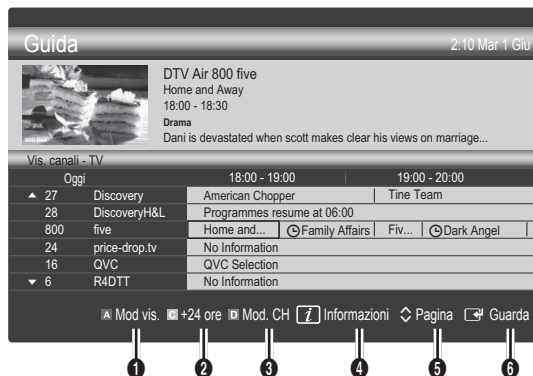 Guida
2:10 Mar 1 Giu
DTV Air 800 five
Home and Away
18:00 - 18:30
Drama
Dani is devastated when scott makes clear his views on marriage...
800 five
Vis. canali - TV
Oggi 18:00 - 19:00 19:00 - 20:00
▲ 27 Discovery American Chopper Tine Team
28 DiscoveryH&L Programmes resume at 06:00
800 five Home and... Family Affairs Fiv... Dark Angel
24 price-drop.tv No Information
16 QVC QVC Selection
▼ 6 R4DTT No Information
A Mod vis. C +24 ore D Mod. CH i Informazioni Pagina Guarda
1 2 3 4 5 6